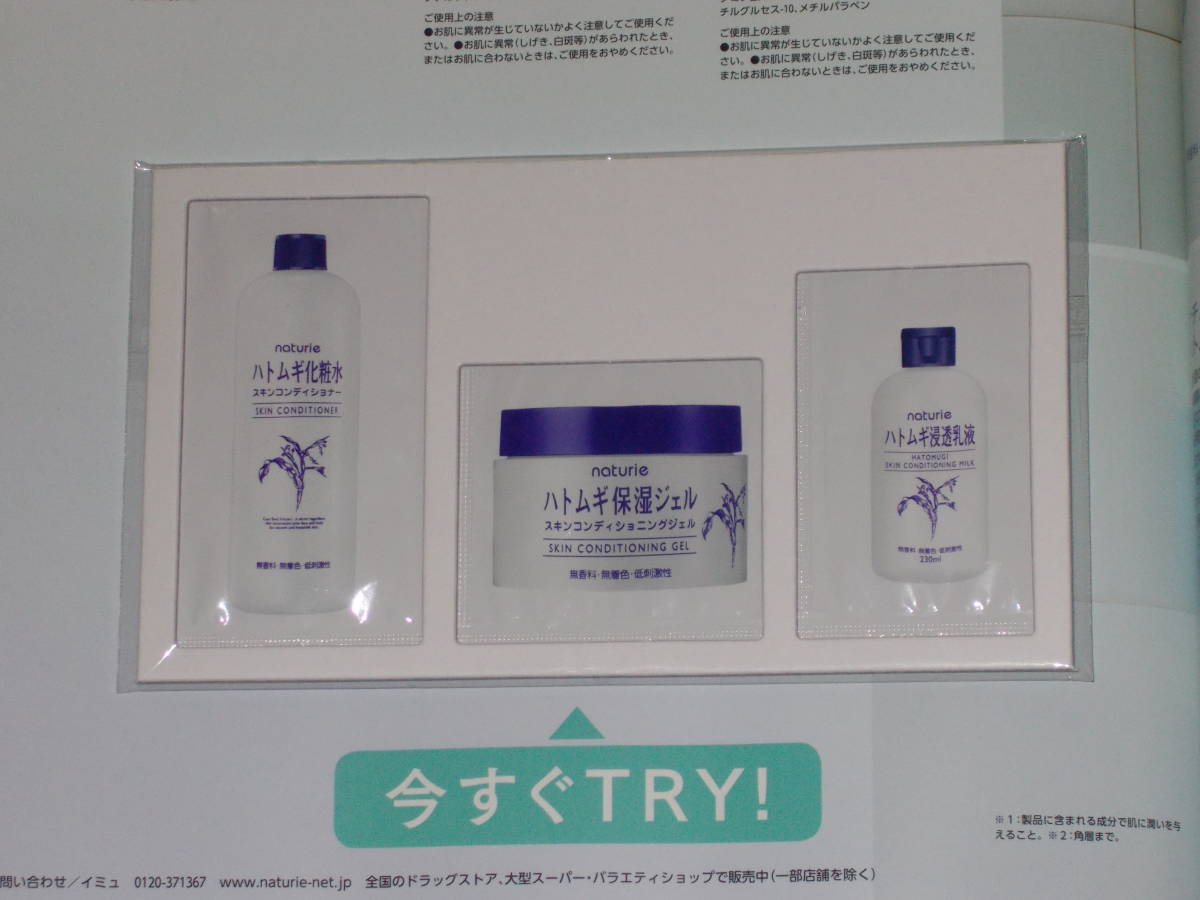 チルグルセス-10、メチルパラベン
ご使用上の注意
●お肌に異常が生じていないかよく注意してご使用くだ
さい。●お肌に異常(しげき、白斑等)があらわれたとき、
またはお肌に合わないときは、ご使用をおやめください。
ご使用上の注意
●お肌に異常が生じていないかよく注意してご使用くだ
さい。●お肌に異常(しげき、白斑等)があらわれたとき、
またはお肌に合わないときは、ご使用をおやめください。
naturie
ハトムギ化粧水
スキンコンディショナー
SKIN CONDITIONER
無香料・無着色・低刺激性
naturie
ハトムギ保湿ジェル
スキンコンディショニングジェル
SKIN CONDITIONING GEL
無香料・無着色・低刺激性
naturie
ハトムギ浸透乳液
HATOMUGI
SKIN CONDITIONING MILK
無香料・無着色・低刺激性
230ml
今すぐTRY!
※1:製品に含まれる成分で肌に潤いを与
えること。※2:角層まで。
問い合わせ/イミュ 0120-371367 www.naturie-net.jp 全国のドラッグストア、大型スーパー・バラエティショップで販売中(一部店舗を除く)